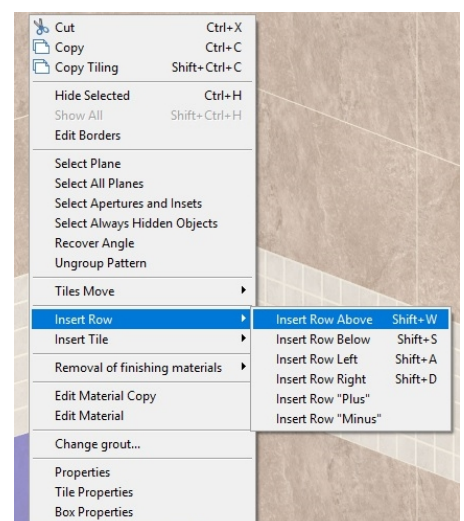 Cut Ctrl+X
Copy Ctrl+C
Copy Tiling Shift+Ctrl+C
Hide Selected Ctrl+H
Show All Shift+Ctrl+H
Edit Borders
Select Plane
Select All Planes
Select Apertures and Insets
Select Always Hidden Objects
Recover Angle
Ungroup Pattern
Tiles Move
Insert Row
Insert Tile
Removal of finishing materials
Edit Material Copy
Edit Material
Change grout...
Properties
Tile Properties
Box Properties
Insert Row Above Shift+W
Insert Row Below Shift+S
Insert Row Left Shift+A
Insert Row Right Shift+D
Insert Row "Plus"
Insert Row "Minus"